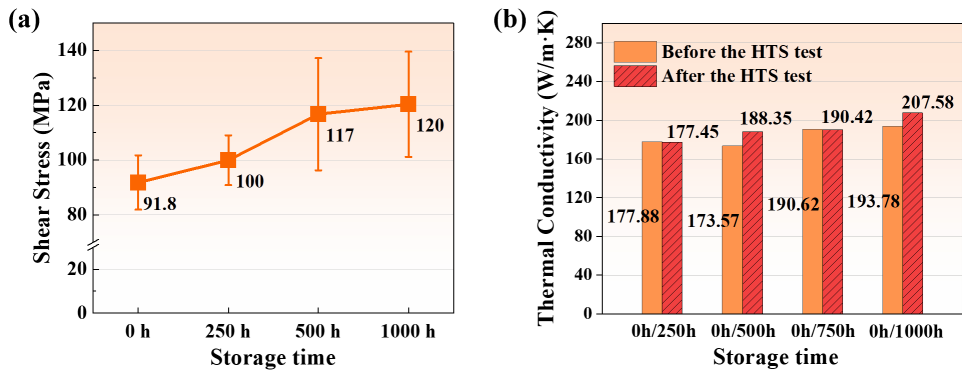 (a)
Shear Stress (MPa)
140
120
100
80
20
0
91.8
100
117
120
0 h
250 h
500 h
1000 h
Storage time
(b)
Thermal Conductivity (W/m·K)
280
240
200
160
120
80
40
0
Before the HTS test
After the HTS test
177.88
177.45
173.57
188.35
190.62
190.42
193.78
207.58
0h/250h
0h/500h
0h/750h
0h/1000h
Storage time